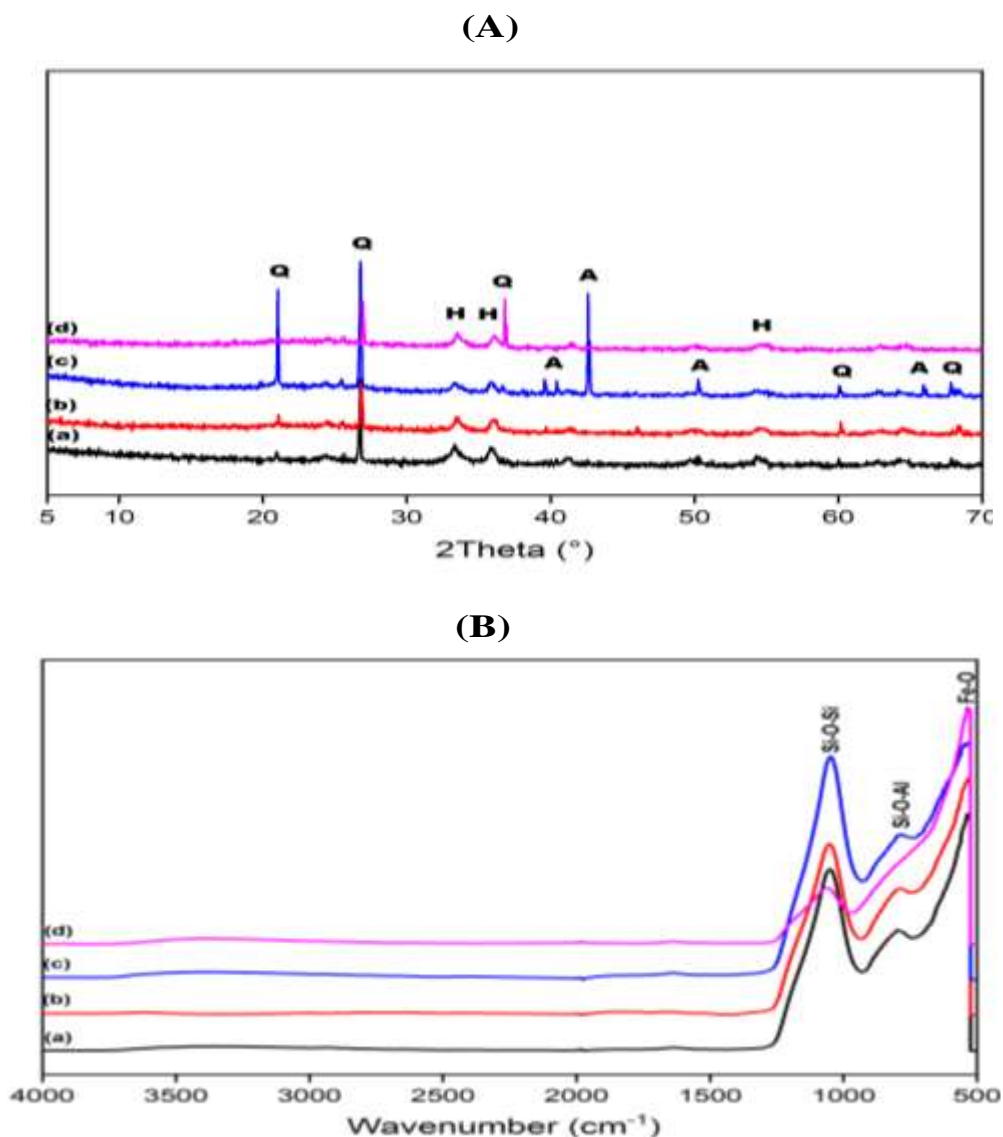 (A)
Q
Q
Q
A
H
H
H
(d)
A
A
Q
A
Q
(c)
(b)
(a)
5 10 20 30 40 50 60 70
2Theta (°)
(B)
Fe-O
Si-O-Si
Si-O-Al
(d)
(c)
(b)
(a)
4000 3500 3000 2500 2000 1500 1000 500
Wavenumber (cm⁻¹)